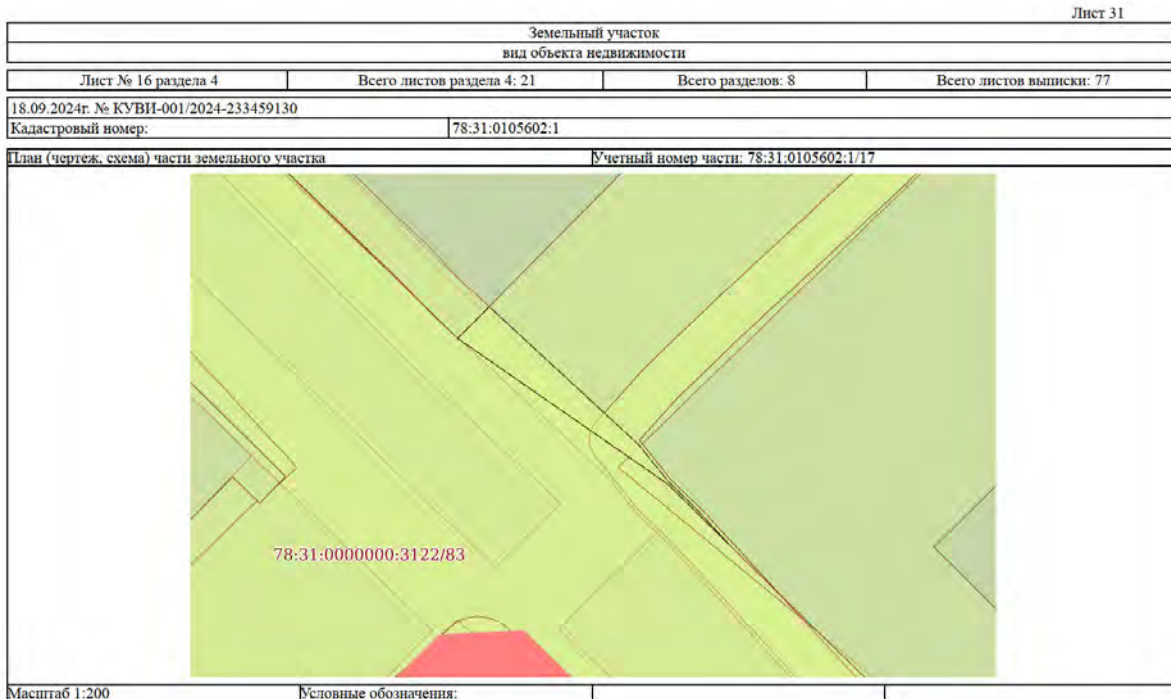 Лист 31
Земельный участок
вид объекта недвижимости
Лист № 16 раздела 4 Всего листов раздела 4: 21 Всего разделов: 8 Всего листов выписки: 77
18.09.2024г. № КУВИ-001/2024-233459130
Кадастровый номер: 78:31:0105602:1
План (чертеж, схема) части земельного участка Учетный номер части: 78:31:0105602:1/17
78:31:0000000:3122/83
Масштаб 1:200 Условные обозначения: